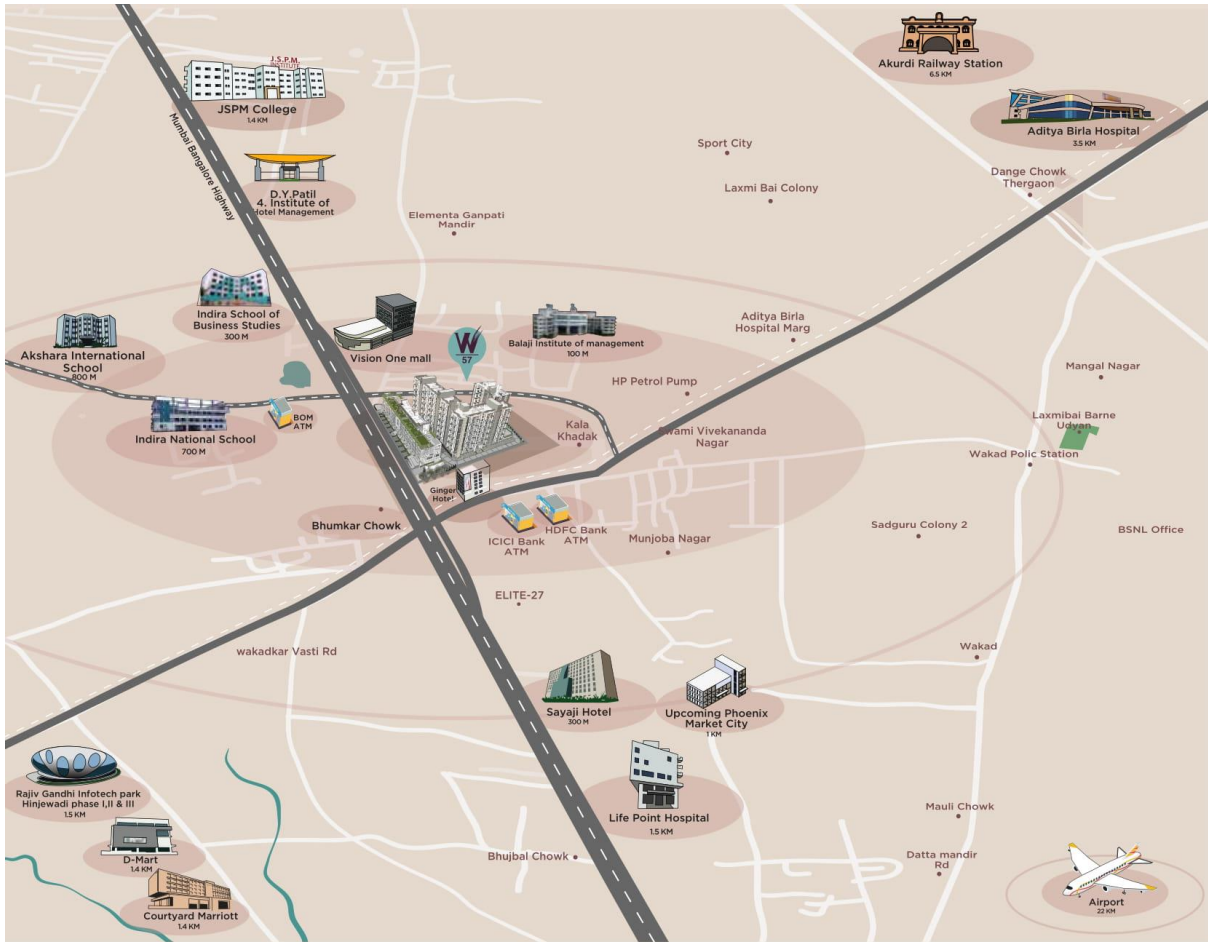 J.S.P.M.
INSTITUTE
JSPM College
1.4 KM
Akurdi Railway Station
6.5 KM
Aditya Birla Hospital
3.5 KM
Mumbai Bangalore Highway
Sport City
Dange Chowk
Thergaon
D.Y.Patil
4. Institute of
Hotel Management
Laxmi Bai Colony
Elementa Ganpati
Mandir
Indira School of
Business Studies
300 M
Aditya Birla
Hospital Marg
Akshara International
School
800 M
Vision One mall
W
57
Balaji Institute of management
100 M
HP Petrol Pump
Mangal Nagar
Indira National School
700 M
BOM
ATM
Kala
Khadak
Swami Vivekananda
Nagar
Laxmibai Barne
Udyan
Wakad Polic Station
Ginger
Hotel
Bhumkar Chowk
ICICI Bank
ATM
HDFC Bank
ATM
Munjoba Nagar
Sadguru Colony 2
BSNL Office
ELITE-27
wakadkar Vasti Rd
Wakad
Sayaji Hotel
300 M
Upcoming Phoenix
Market City
1 KM
Rajiv Gandhi Infotech park
Hinjewadi phase I,II & III
1.5 KM
Life Point Hospital
1.5 KM
Mauli Chowk
D-Mart
1.4 KM
Bhujbal Chowk
Datta mandir
Rd
Courtyard Marriott
1.4 KM
Airport
22 KM